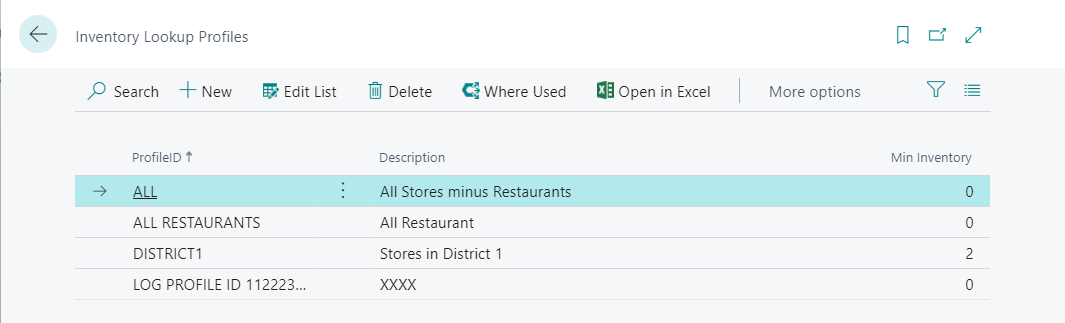 Inventory Lookup Profiles
Search New Edit List Delete Where Used Open in Excel More options
ProfileID Description Min Inventory
ALL All Stores minus Restaurants 0
ALL RESTAURANTS All Restaurant 0
DISTRICT1 Stores in District 1 2
LOG PROFILE ID 112223... XXXX 0